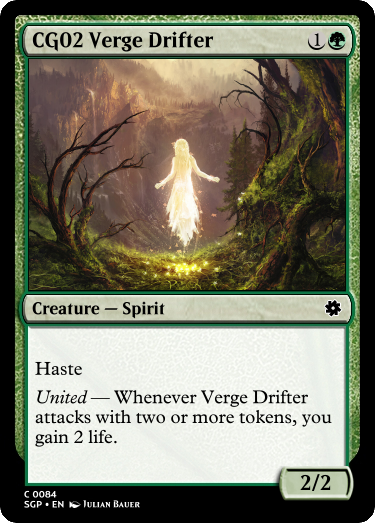 CG02 Verge Drifter 1
Creature — Spirit
Haste
United — Whenever Verge Drifter
attacks with two or more tokens, you
gain 2 life.
2/2
C 0084
SGP • EN Julian Bauer